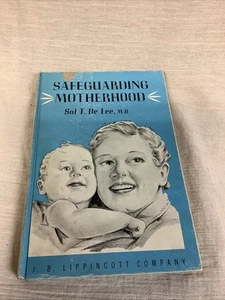 SAFEGUARDING
MOTHERHOOD
Sol T. De Lee, M.D.
J. B. LIPPINCOTT COMPANY